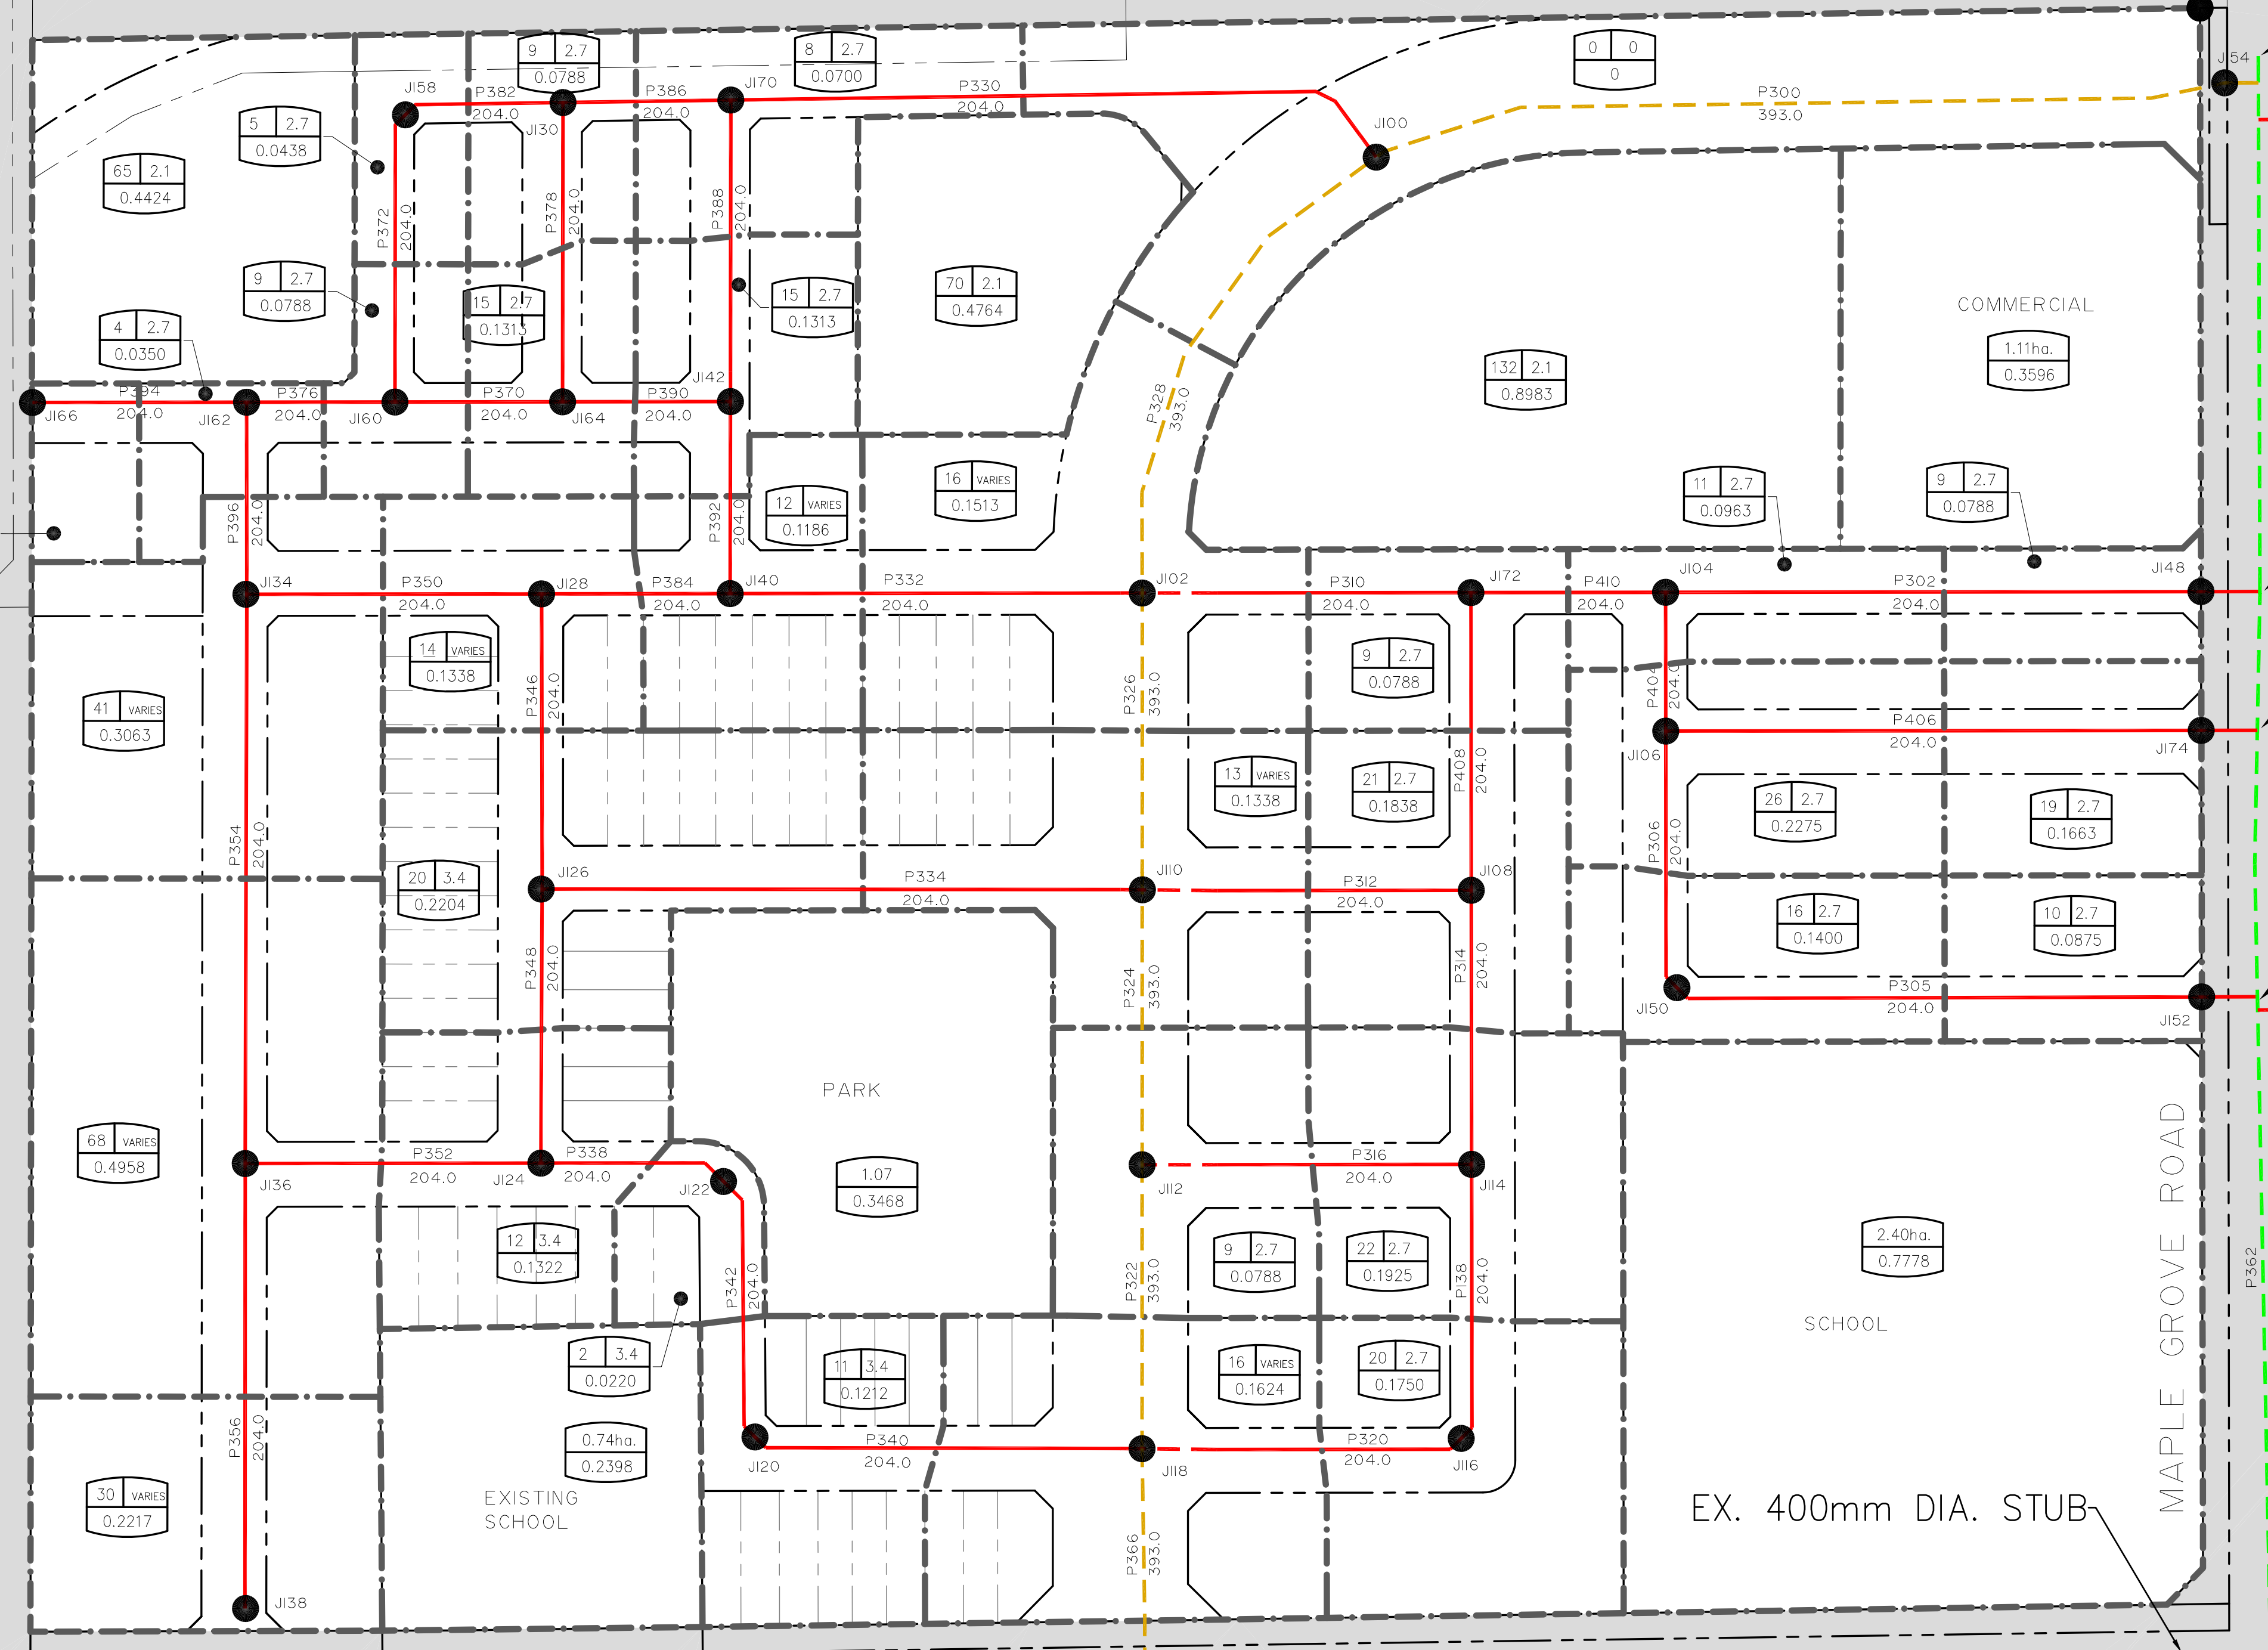 J154
9 2.7
0.0788
8 2.7
0.0700
0 0
0
J158
P382
204.0
J130
P386
204.0
J170
P330
204.0
P300
393.0
J100
5 2.7
0.0438
65 2.1
0.4424
P372
204.0
P378
204.0
P388
204.0
9 2.7
0.0788
15 2.7
0.1313
15 2.7
0.1313
70 2.1
0.4764
COMMERCIAL
1.11ha.
0.3596
4 2.7
0.0350
132 2.1
0.8983
P328
393.0
P394
204.0
J166
J162
P376
204.0
J160
P370
204.0
J164
P390
204.0
J142
16 VARIES
0.1513
12 VARIES
0.1186
11 2.7
0.0963
9 2.7
0.0788
P396
204.0
P392
204.0
J134
P350
204.0
J128
P384
204.0
J140
P332
204.0
J102
P310
204.0
J172
P410
204.0
J104
P302
204.0
J148
14 VARIES
0.1338
9 2.7
0.0788
P346
204.0
P326
393.0
P404
204.0
41 VARIES
0.3063
P406
204.0
J106
J174
13 VARIES
0.1338
21 2.7
0.1838
P408
204.0
26 2.7
0.2275
19 2.7
0.1663
P354
204.0
P306
204.0
20 3.4
0.2204
J126
P334
204.0
J110
P312
204.0
J108
16 2.7
0.1400
10 2.7
0.0875
P348
204.0
P324
393.0
P314
204.0
J150
P305
204.0
J152
PARK
68 VARIES
0.4958
J136
P352
204.0
J124
P338
204.0
J122
1.07
0.3468
J112
P316
204.0
J114
MAPLE GROVE ROAD
12 3.4
0.1322
P342
204.0
P322
393.0
9 2.7
0.0788
22 2.7
0.1925
P138
204.0
2.40ha.
0.7778
SCHOOL
P362
2 3.4
0.0220
11 3.4
0.1212
16 VARIES
0.1624
20 2.7
0.1750
P356
204.0
0.74ha.
0.2398
EXISTING
SCHOOL
J120
P340
204.0
J118
P320
204.0
J116
30 VARIES
0.2217
P366
393.0
EX. 400mm DIA. STUB
J138